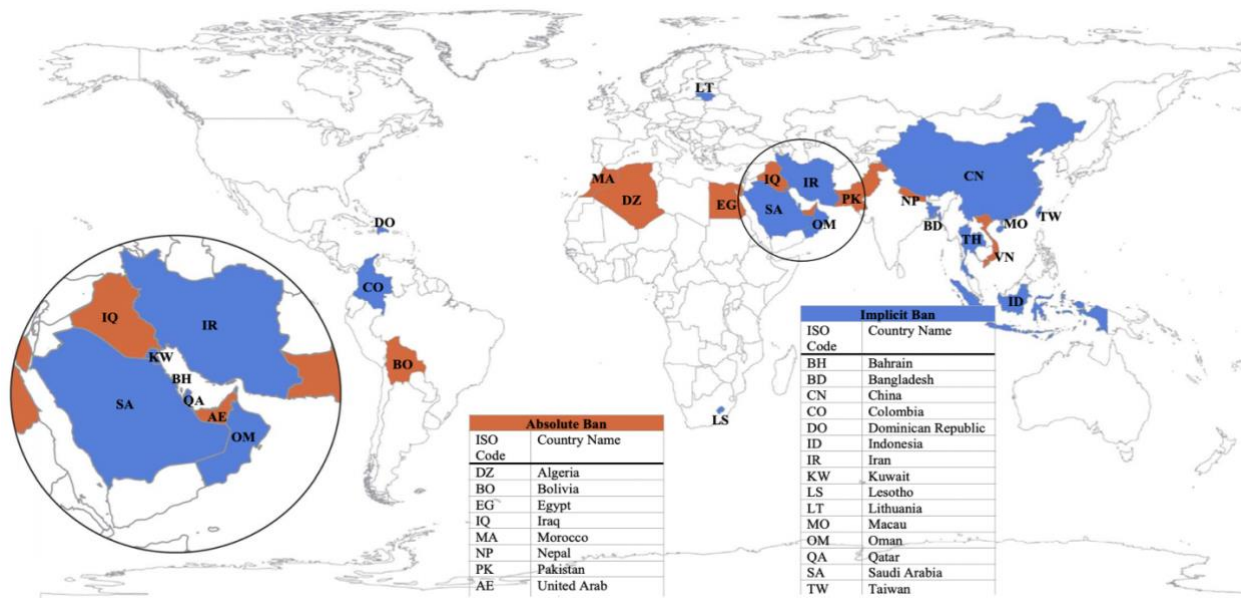 LT
MA
IQ
IR
CN
DZ
EG
PK
NP
SA
BD
MO
TW
OM
TH
VN
DO
CO
ID
BO
LS
IQ
IR
KW
BH
QA
SA
AE
OM
Absolute Ban
ISO Code Country Name
DZ Algeria
BO Bolivia
EG Egypt
IQ Iraq
MA Morocco
NP Nepal
PK Pakistan
AE United Arab
Implicit Ban
ISO Code Country Name
BH Bahrain
BD Bangladesh
CN China
CO Colombia
DO Dominican Republic
ID Indonesia
IR Iran
KW Kuwait
LS Lesotho
LT Lithuania
MO Macau
OM Oman
QA Qatar
SA Saudi Arabia
TW Taiwan